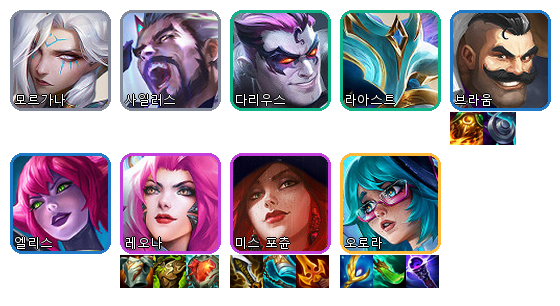 모르가나
사일러스
다리우스
라아스트
브라움
엘리스
레오나
미스 포츈
오로라